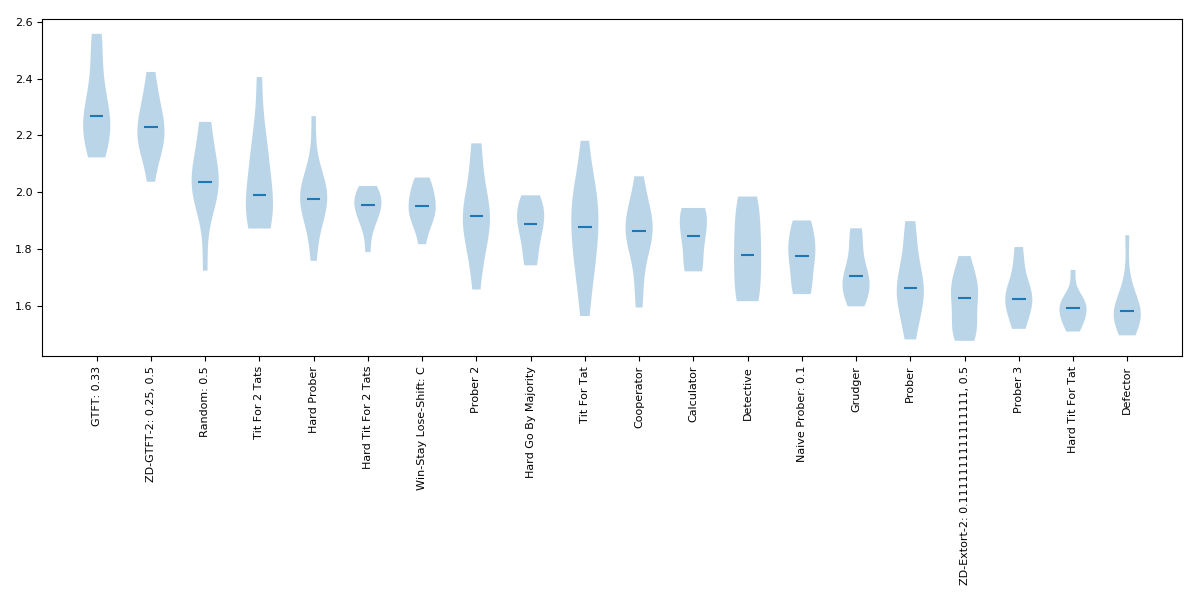 2.6
2.4
2.2
2.0
1.8
1.6
GTFT: 0.33
ZD-GTFT-2: 0.25, 0.5
Random: 0.5
Tit For 2 Tats
Hard Prober
Hard Tit For 2 Tats
Win-Stay Lose-Shift: C
Prober 2
Hard Go By Majority
Tit For Tat
Cooperator
Calculator
Detective
Naive Prober: 0.1
Grudger
Prober
ZD-Extort-2: 0.1111111111111111, 0.5
Prober 3
Hard Tit For Tat
Defector